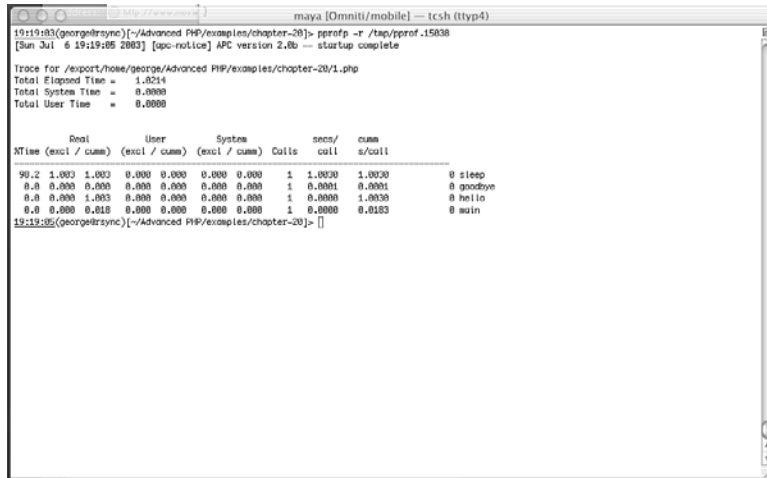 maya [Omniti/mobile] — tcsh (ttyp4)
19:19:03(george@rsync)[~/Advanced PHP/examples/chapter-20]> pprofp -r /tmp/pprof.15038
[Sun Jul  6 19:19:05 2003] [apc-notice] APC version 2.0b -- startup complete
Trace for /export/home/george/Advanced PHP/examples/chapter-20/1.php
Total Elapsed Time =    1.0214
Total System Time  =    0.0000
Total User Time    =    0.0000
Real         User        System             secs/    cumm
%Time (excl / cumm)  (excl / cumm)  (excl / cumm)  Calls    call    s/call
98.2  1.003  1.003   0.000  0.000   0.000  0.000    1   1.0030   1.0030   0 sleep
0.0  0.000  0.000   0.000  0.000   0.000  0.000    1   0.0001   0.0001   0 goodbye
0.0  0.000  1.003   0.000  0.000   0.000  0.000    1   0.0000   1.0030   0 hello
0.0  0.000  0.018   0.000  0.000   0.000  0.000    1   0.0000   0.0183   0 main
19:19:05(george@rsync)[~/Advanced PHP/examples/chapter-20]>